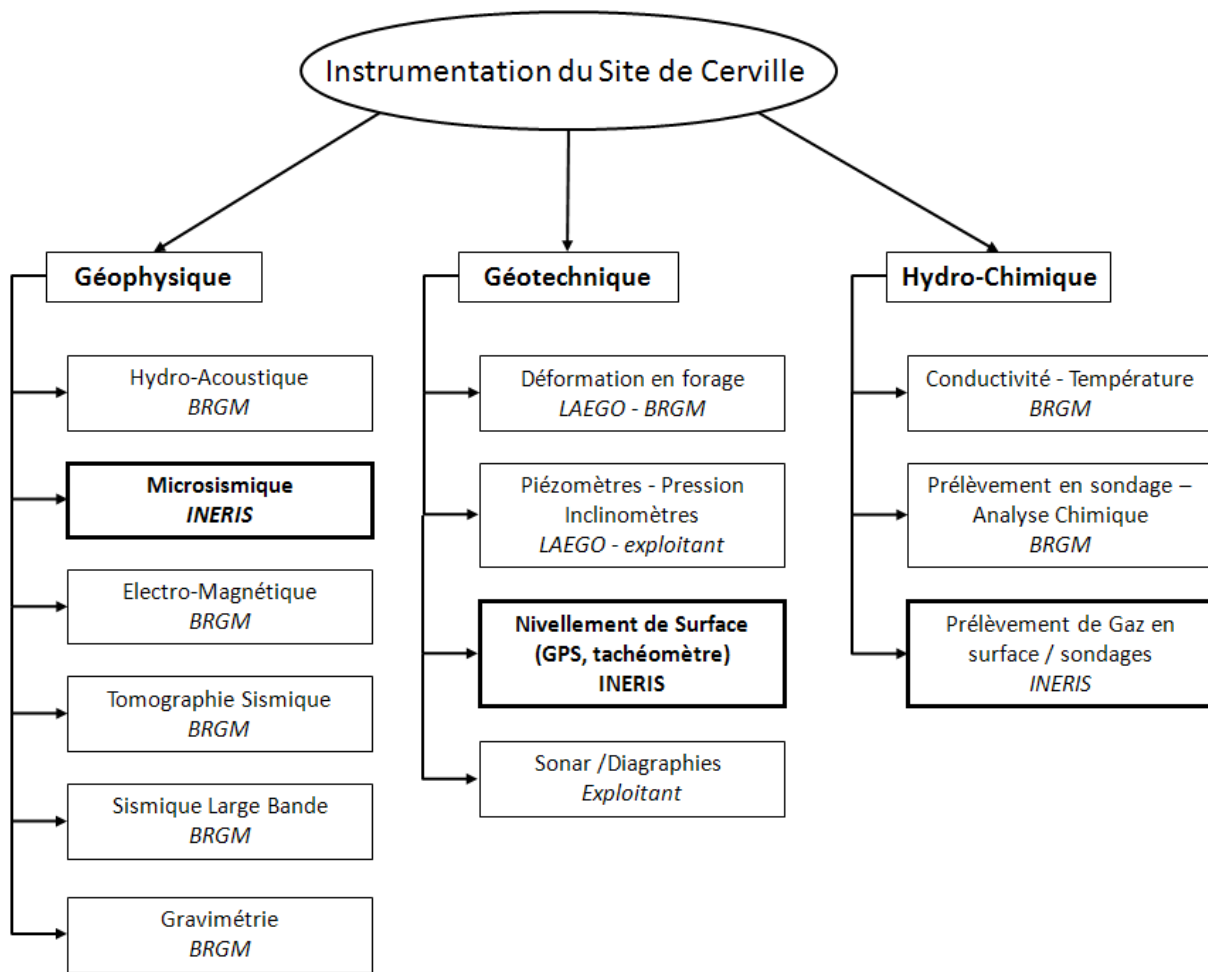 Instrumentation du Site de Cerville
Géophysique
Hydro-Acoustique
BRGM
Microsismique
INERIS
Electro-Magnétique
BRGM
Tomographie Sismique
BRGM
Sismique Large Bande
BRGM
Gravimétrie
BRGM
Géotechnique
Déformation en forage
LAEGO - BRGM
Piézomètres - Pression
Inclinomètres
LAEGO - exploitant
Nivellement de Surface
(GPS, tachéomètre)
INERIS
Sonar /Diagraphies
Exploitant
Hydro-Chimique
Conductivité - Température
BRGM
Prélèvement en sondage –
Analyse Chimique
BRGM
Prélèvement de Gaz en
surface / sondages
INERIS